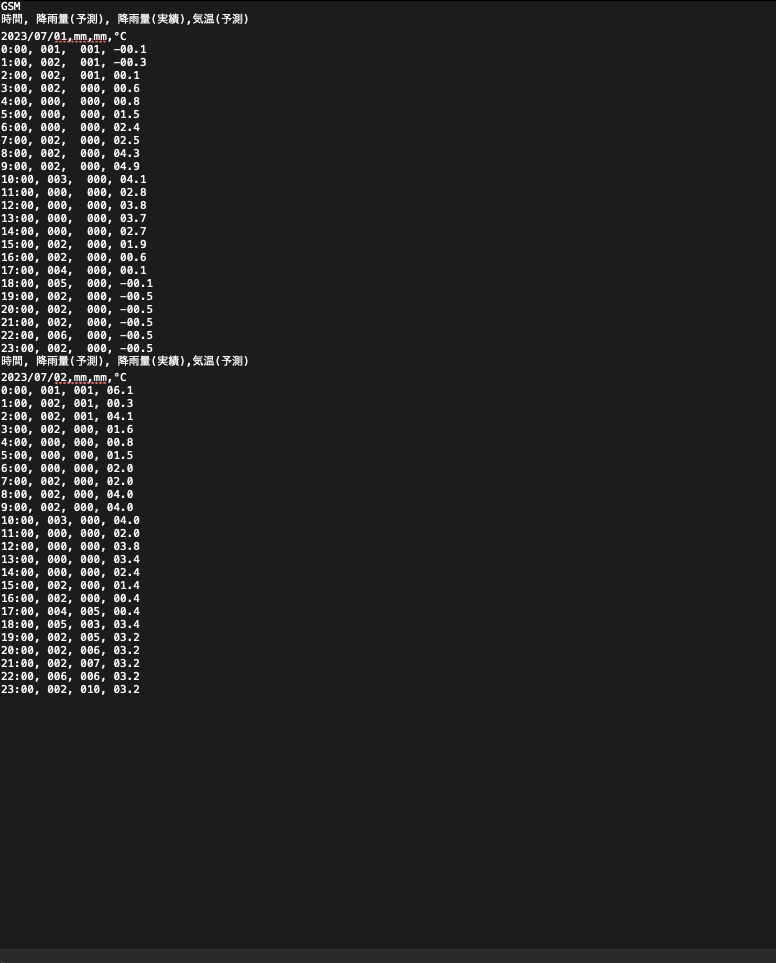 GSM
時間, 降雨量(予測), 降雨量(実績),気温(予測)
2023/07/01,mm,mm,°C
0:00, 001,  001, -00.1
1:00, 002,  001, -00.3
2:00, 002,  001, 00.1
3:00, 002,  000, 00.6
4:00, 000,  000, 00.8
5:00, 000,  000, 01.5
6:00, 000,  000, 02.4
7:00, 002,  000, 02.5
8:00, 002,  000, 04.3
9:00, 002,  000, 04.9
10:00, 003,  000, 04.1
11:00, 000,  000, 02.8
12:00, 000,  000, 03.8
13:00, 000,  000, 03.7
14:00, 000,  000, 02.7
15:00, 002,  000, 01.9
16:00, 002,  000, 00.6
17:00, 004,  000, 00.1
18:00, 005,  000, -00.1
19:00, 002,  000, -00.5
20:00, 002,  000, -00.5
21:00, 002,  000, -00.5
22:00, 006,  000, -00.5
23:00, 002,  000, -00.5
時間, 降雨量(予測), 降雨量(実績),気温(予測)
2023/07/02,mm,mm,°C
0:00, 001, 001, 06.1
1:00, 002, 001, 00.3
2:00, 002, 001, 04.1
3:00, 002, 000, 01.6
4:00, 000, 000, 00.8
5:00, 000, 000, 01.5
6:00, 000, 000, 02.0
7:00, 002, 000, 02.0
8:00, 002, 000, 04.0
9:00, 002, 000, 04.0
10:00, 003, 000, 04.0
11:00, 000, 000, 02.0
12:00, 000, 000, 03.8
13:00, 000, 000, 03.4
14:00, 000, 000, 02.4
15:00, 002, 000, 01.4
16:00, 002, 000, 00.4
17:00, 004, 005, 00.4
18:00, 005, 003, 03.4
19:00, 002, 005, 03.2
20:00, 002, 006, 03.2
21:00, 002, 007, 03.2
22:00, 006, 006, 03.2
23:00, 002, 010, 03.2